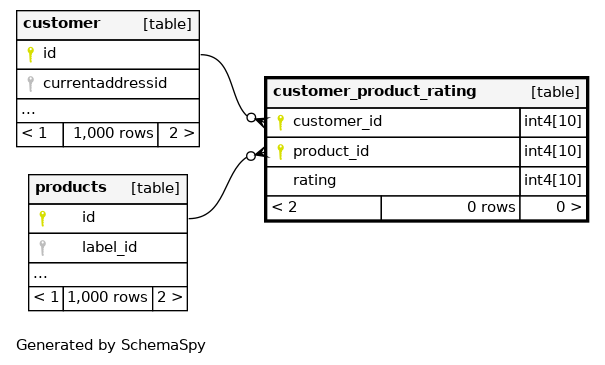 customer [table]
id
currentaddressid
...
< 1 1,000 rows 2 >
customer_product_rating [table]
customer_id int4[10]
product_id int4[10]
rating int4[10]
< 2 0 rows 0 >
products [table]
id
label_id
...
< 1 1,000 rows 2 >
Generated by SchemaSpy